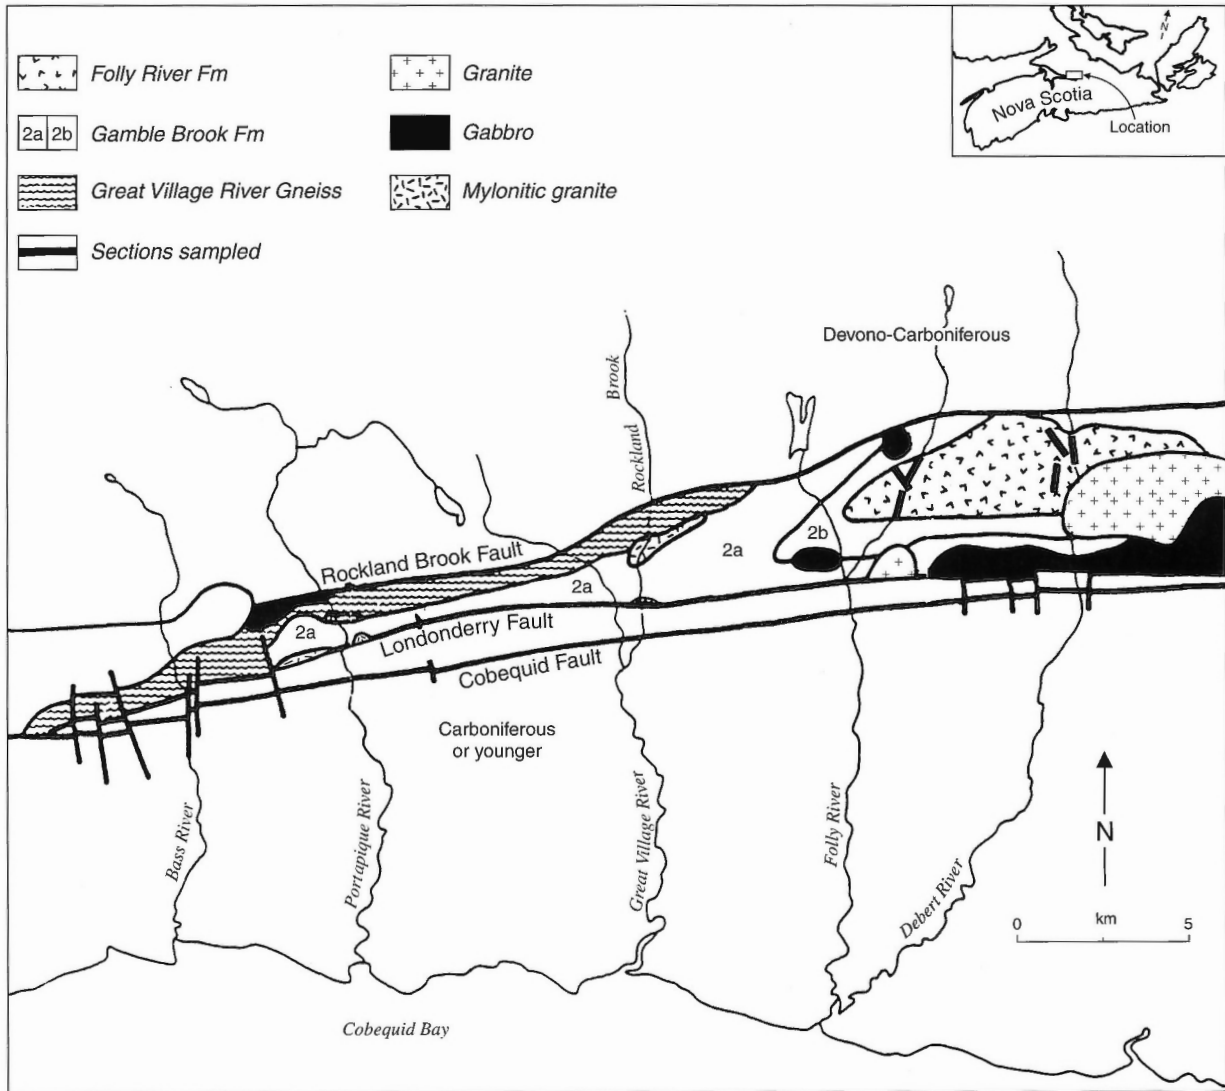 Folly River Fm
2a 2b
Gamble Brook Fm
Great Village River Gneiss
Sections sampled
Granite
Gabbro
Mylonitic granite
N
Nova Scotia
Location
Devono-Carboniferous
Rockland
Brook
2b
2a
Rockland Brook Fault
2a
2a
Londonderry Fault
Cobequid Fault
Carboniferous
or younger
Bass River
Portapique River
Great Village River
Folly River
Debert River
N
0 km 5
Cobequid Bay